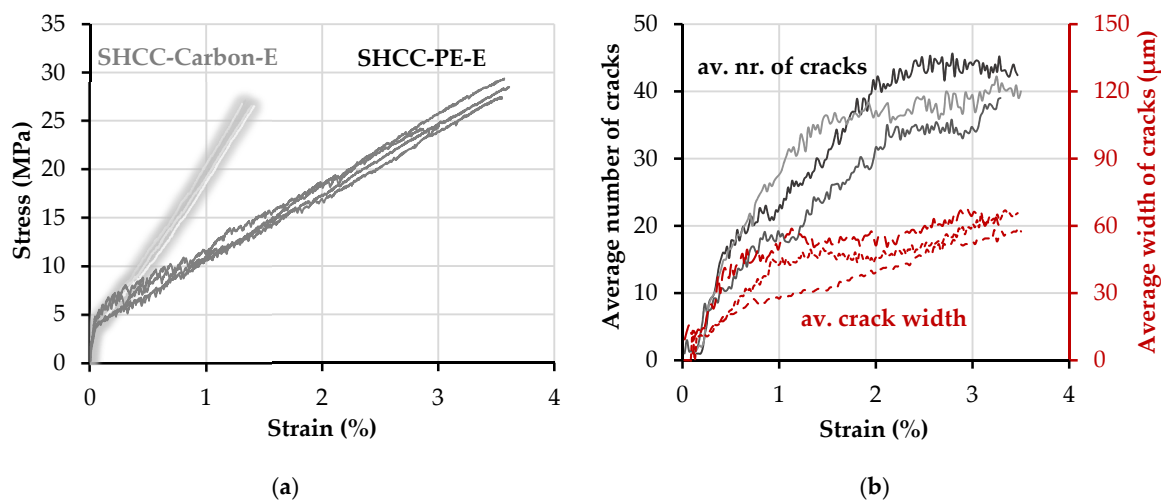 35
30
25
20
15
10
5
0
Stress (MPa)
SHCC-Carbon-E
SHCC-PE-E
0 1 2 3 4
Strain (%)
(a)
50
40
30
20
10
0
Average number of cracks
av. nr. of cracks
av. crack width
150
120
90
60
30
0
Average width of cracks (μm)
0 1 2 3 4
Strain (%)
(b)